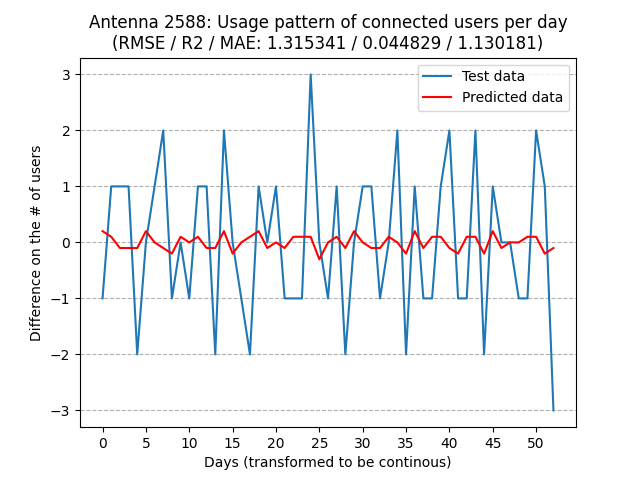 Antenna 2588: Usage pattern of connected users per day
(RMSE / R2 / MAE: 1.315341 / 0.044829 / 1.130181)
Test data
Predicted data
Difference on the # of users
3
2
1
0
−1
−2
−3
0 5 10 15 20 25 30 35 40 45 50
Days (transformed to be continous)